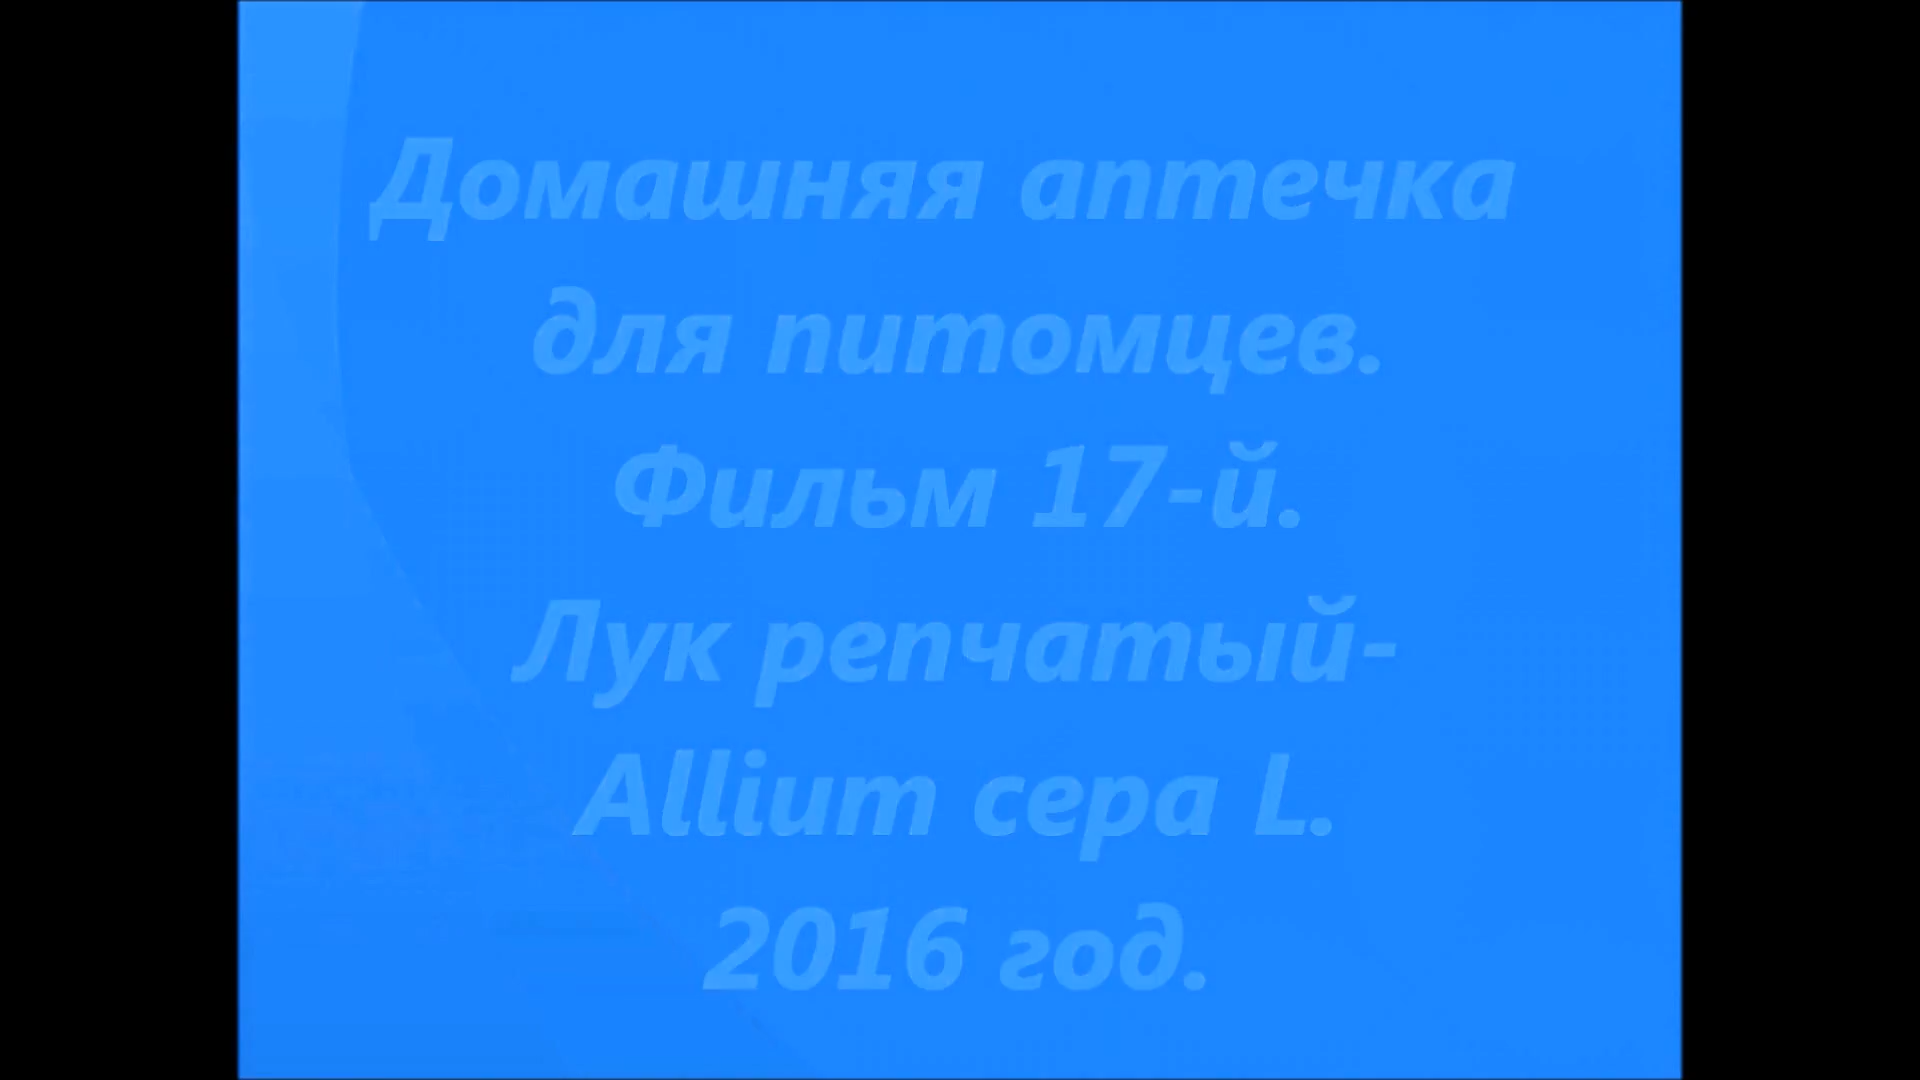 Домашняя аптечка
для питомцев.
Фильм 17-й.
Лук репчатый-
Allium cepa L.
2016 год.